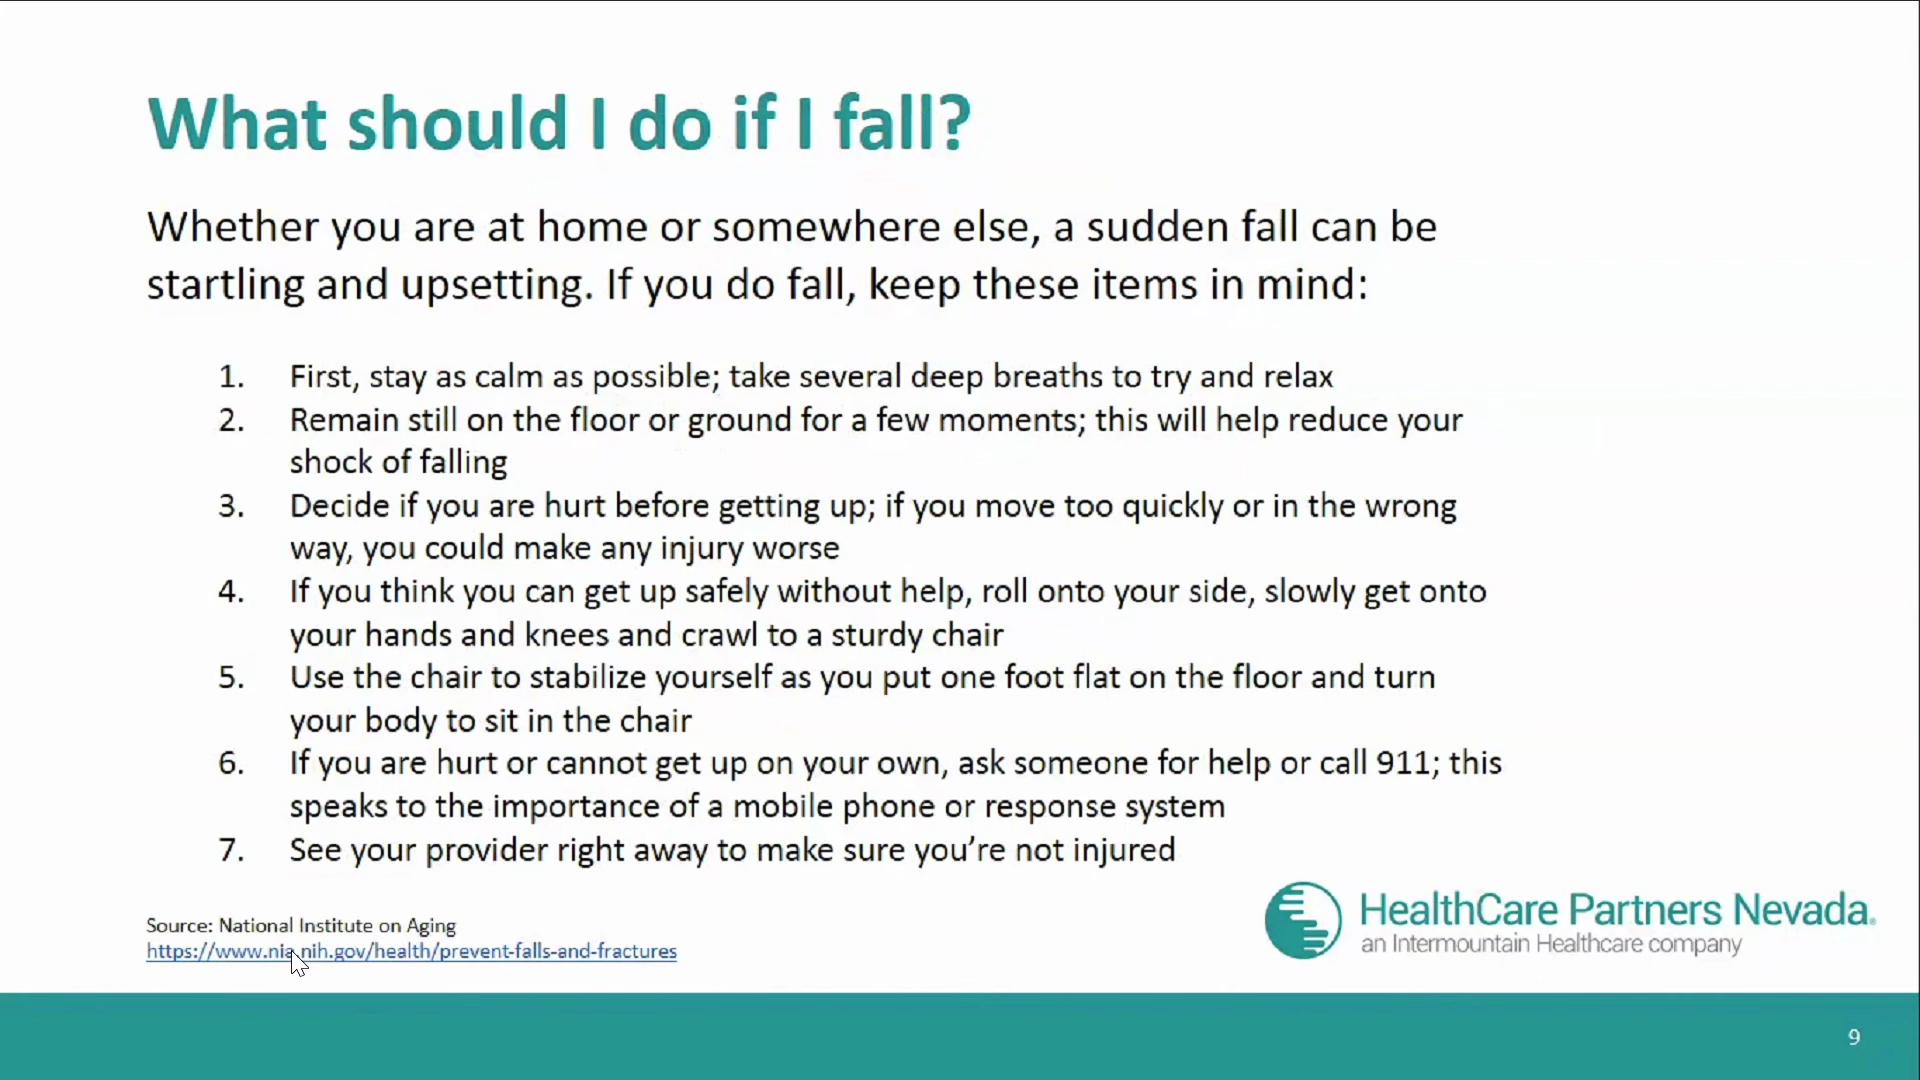 What should I do if I fall?
Whether you are at home or somewhere else, a sudden fall can be
startling and upsetting. If you do fall, keep these items in mind:
1. First, stay as calm as possible; take several deep breaths to try and relax
2. Remain still on the floor or ground for a few moments; this will help reduce your
shock of falling
3. Decide if you are hurt before getting up; if you move too quickly or in the wrong
way, you could make any injury worse
4. If you think you can get up safely without help, roll onto your side, slowly get onto
your hands and knees and crawl to a sturdy chair
5. Use the chair to stabilize yourself as you put one foot flat on the floor and turn
your body to sit in the chair
6. If you are hurt or cannot get up on your own, ask someone for help or call 911; this
speaks to the importance of a mobile phone or response system
7. See your provider right away to make sure you’re not injured
Source: National Institute on Aging
https://www.nia.nih.gov/health/prevent-falls-and-fractures
HealthCare Partners Nevada.
an Intermountain Healthcare company
9